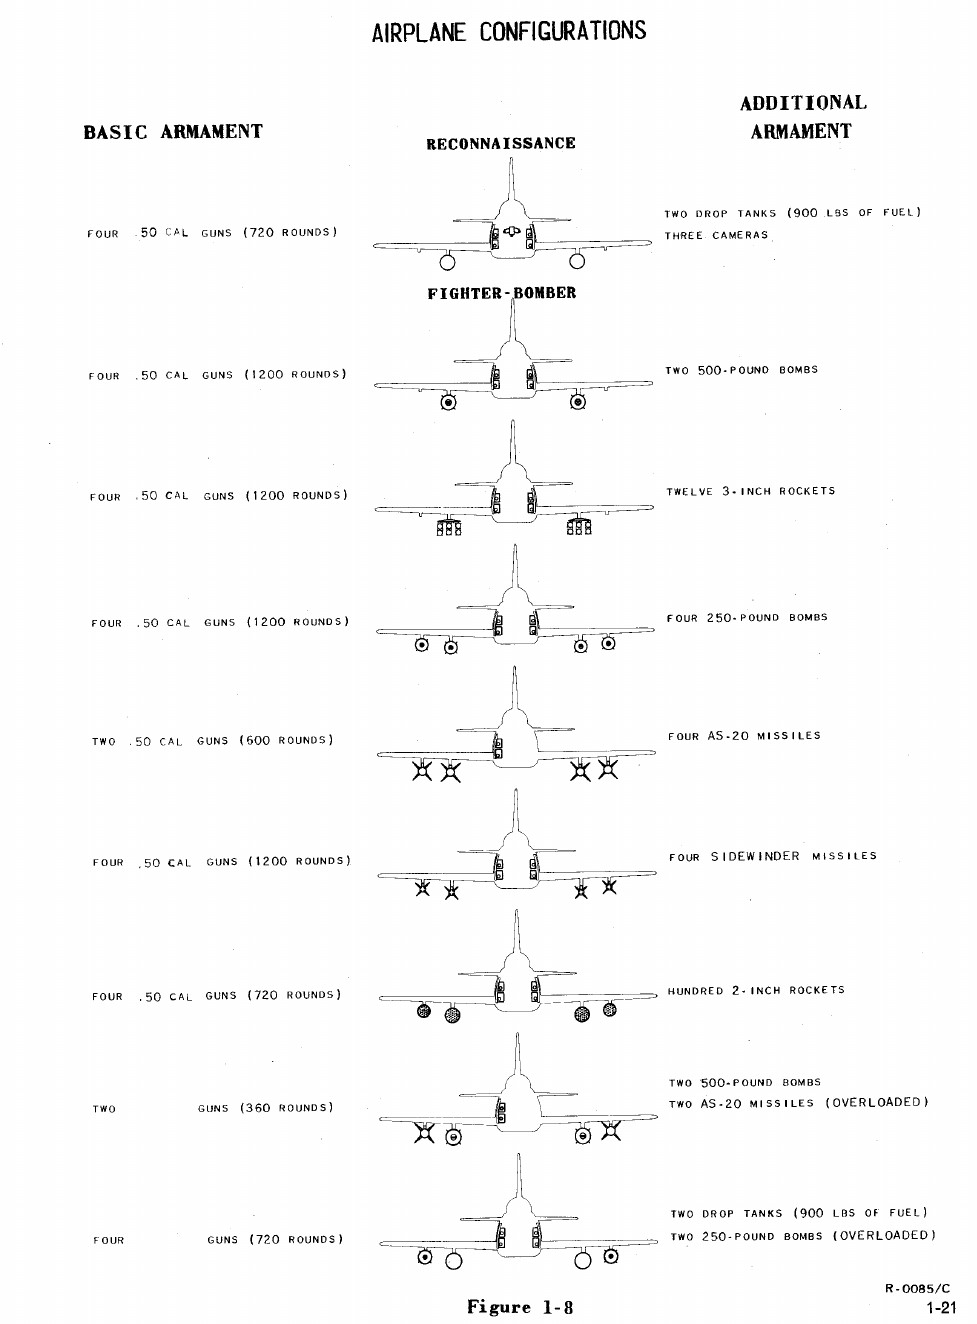 AIRPLANE CONFIGURATIONS
BASIC ARMAMENT
ADDITIONAL
ARMAMENT
RECONNAISSANCE
FOUR .50 CAL GUNS (720 ROUNDS)
TWO DROP TANKS (900 LBS OF FUEL)
THREE CAMERAS
FIGHTER-BOMBER
FOUR .50 CAL GUNS (1200 ROUNDS)
TWO 500-POUND BOMBS
FOUR .50 CAL GUNS (1200 ROUNDS)
TWELVE 3-INCH ROCKETS
FOUR .50 CAL GUNS (1200 ROUNDS)
FOUR 250-POUND BOMBS
TWO .50 CAL GUNS (600 ROUNDS)
FOUR AS-20 MISSILES
FOUR .50 CAL GUNS (1200 ROUNDS)
FOUR SIDEWINDER MISSILES
FOUR .50 CAL GUNS (720 ROUNDS)
HUNDRED 2-INCH ROCKETS
TWO GUNS (360 ROUNDS)
TWO 500-POUND BOMBS
TWO AS-20 MISSILES (OVERLOADED)
FOUR GUNS (720 ROUNDS)
TWO DROP TANKS (900 LBS OF FUEL)
TWO 250-POUND BOMBS (OVERLOADED)
R-0085/C
Figure 1-8
1-21